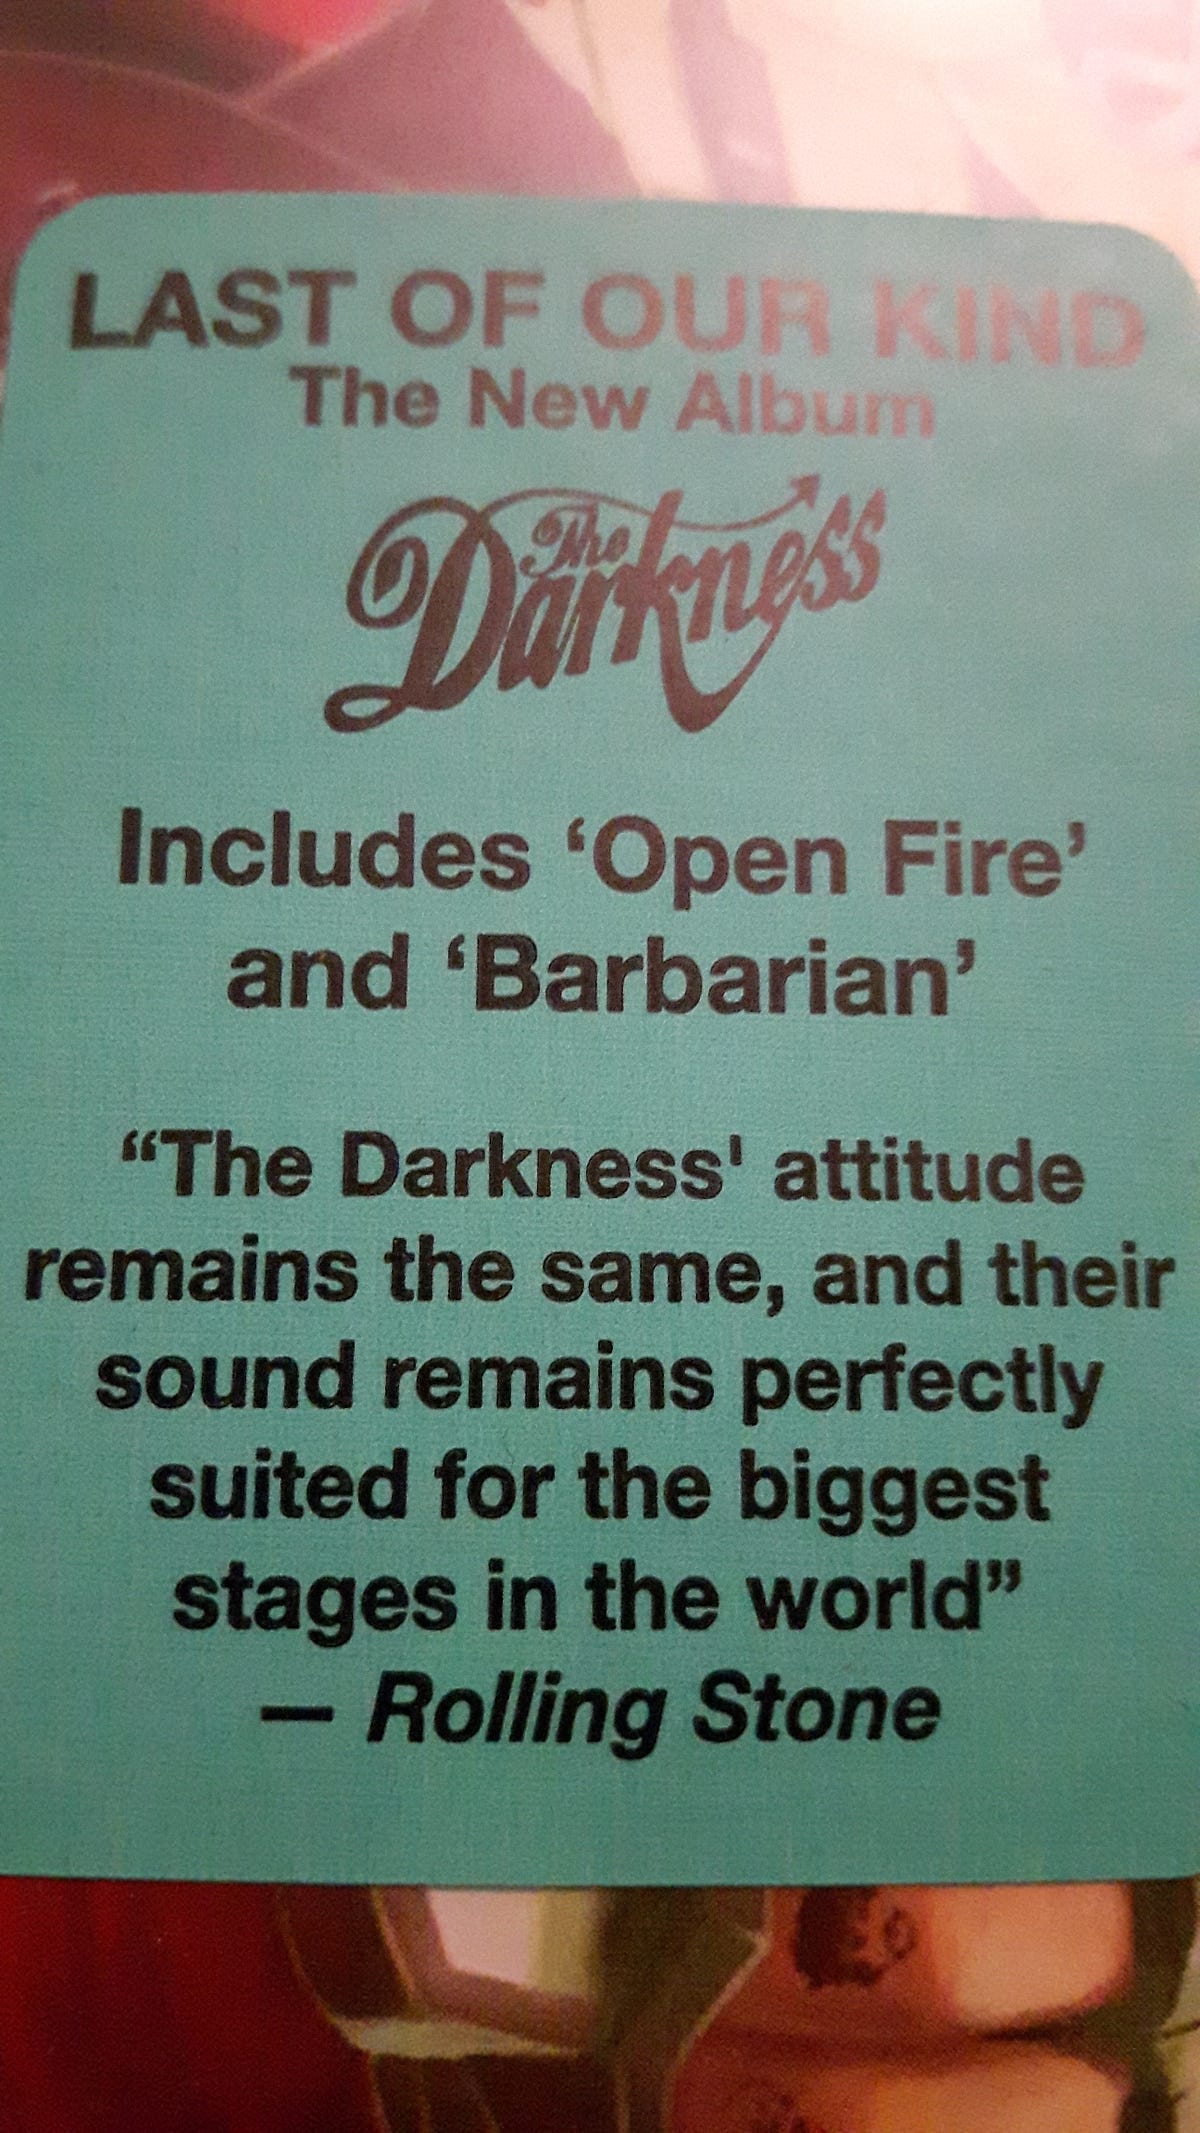 LAST OF OUR KIND
The New Album
The Darkness
Includes ‘Open Fire’
and ‘Barbarian’
“The Darkness' attitude
remains the same, and their
sound remains perfectly
suited for the biggest
stages in the world”
— Rolling Stone